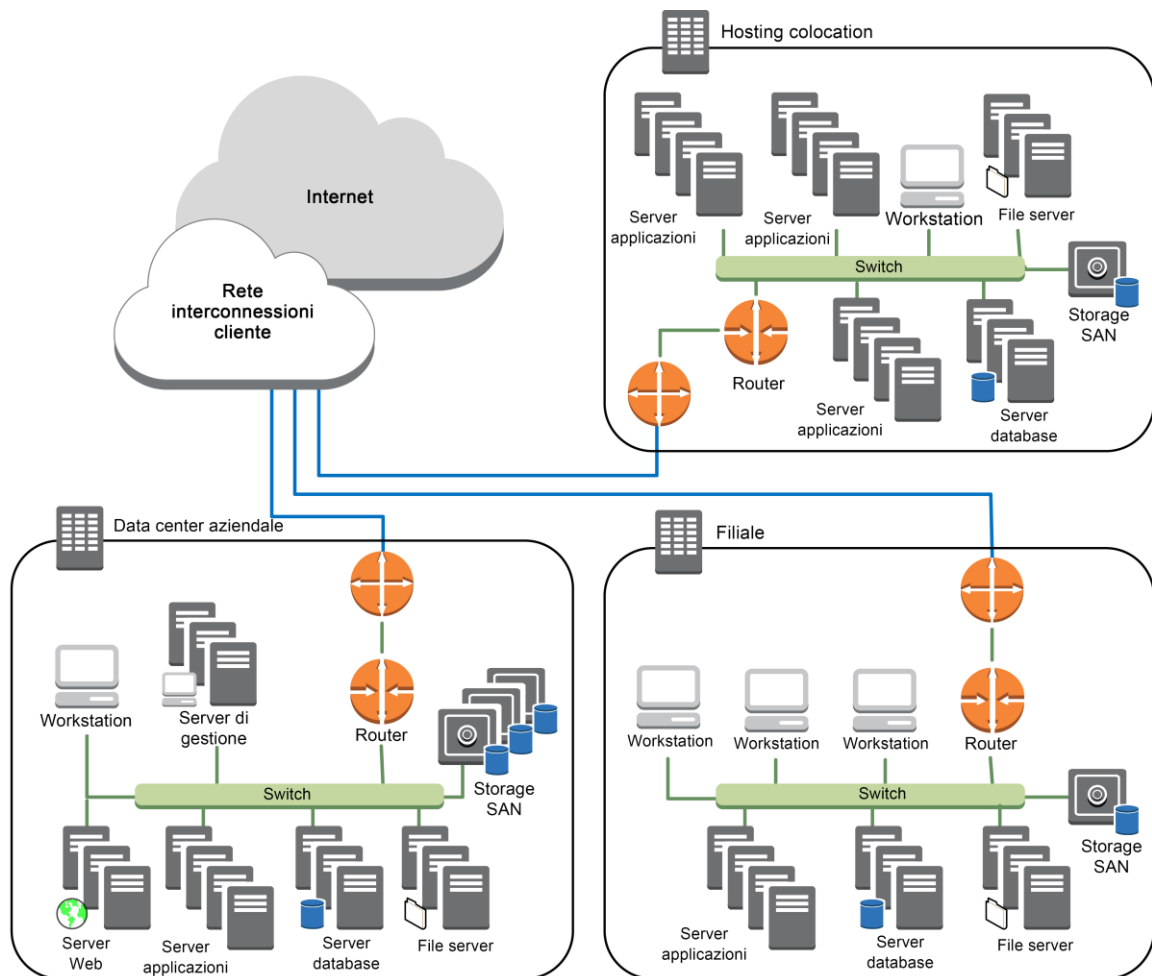 Hosting colocation
Internet
Server
applicazioni
Server
applicazioni
Workstation
File server
Switch
Rete
interconnessioni
cliente
Storage
SAN
Router
Server
applicazioni
Server
database
Data center aziendale
Workstation
Server di
gestione
Router
Storage
SAN
Switch
Server
Web
Server
applicazioni
Server
database
File server
Filiale
Workstation
Workstation
Workstation
Router
Switch
Storage
SAN
Server
applicazioni
Server
database
File server